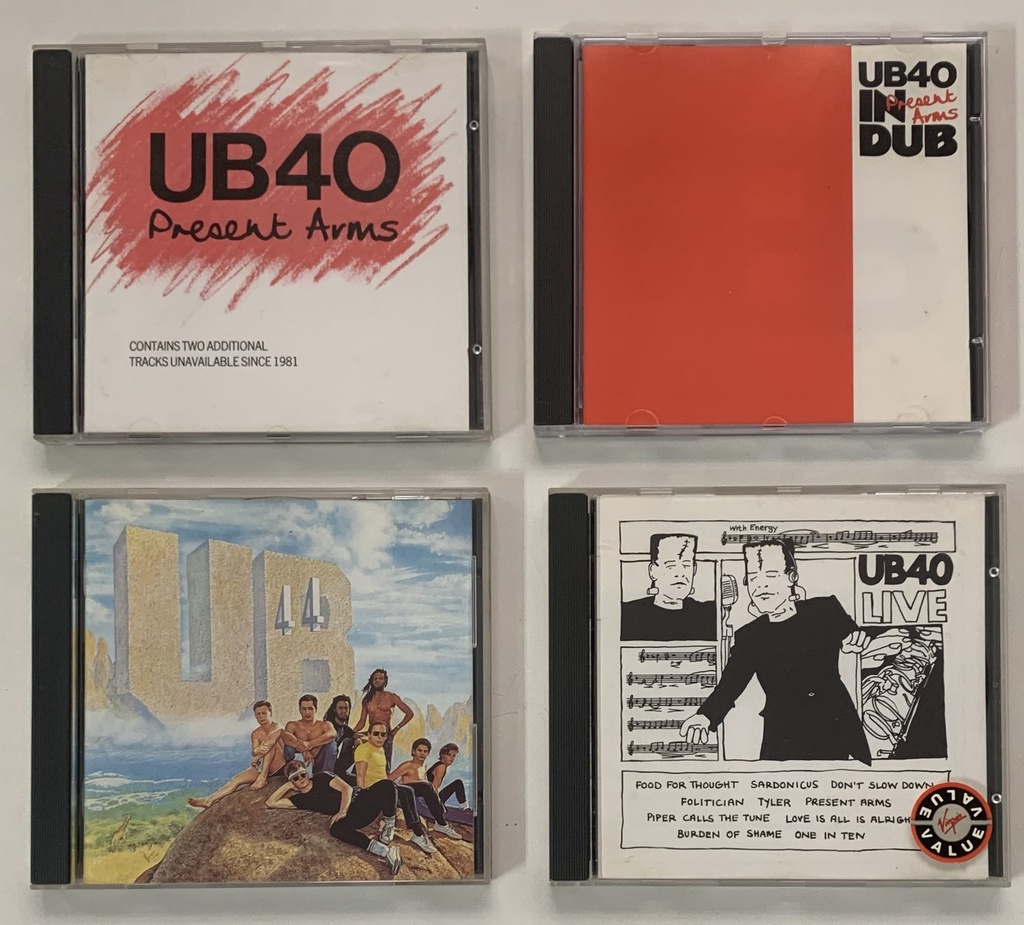 UB40
Present Arms
CONTAINS TWO ADDITIONAL
TRACKS UNAVAILABLE SINCE 1981
UB40
IN Present
Arms
DUB
UB
44
With Energy
UB40
LIVE
FOOD FOR THOUGHT SARDONICUS DON'T SLOW DOWN
FOLITICIAN TYLER PRESENT ARMS
PIPER CALLS THE TUNE LOVE IS ALL IS ALRIGH
BURDEN OF SHAME ONE IN TEN
VALUE
Virgin
VALUE